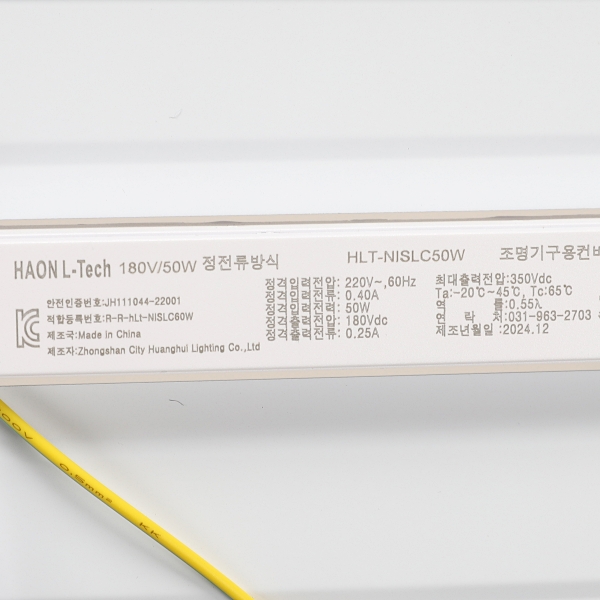 HAON L-Tech 180V/50W 정전류방식 HLT-NISLC50W 조명기구용컨버
안전인증번호:JH111044-22001
적합등록번호:R-R-hLt-NISLC60W
제조국:Made in China
제조자:Zhongshan City Huanghui Lighting Co.,Ltd
정격입력전압: 220V~,60Hz
정격입력전류: 0.40A
정격입력전력: 50W
정격출력전압: 180Vdc
정격출력전류: 0.25A
최대출력전압:350Vdc
Ta:-20℃~45℃, Tc:65℃
역 률:0.55λ
연 락 처:031-963-2703
제조년월일 :2024.12
00V
0.5mm²
KK